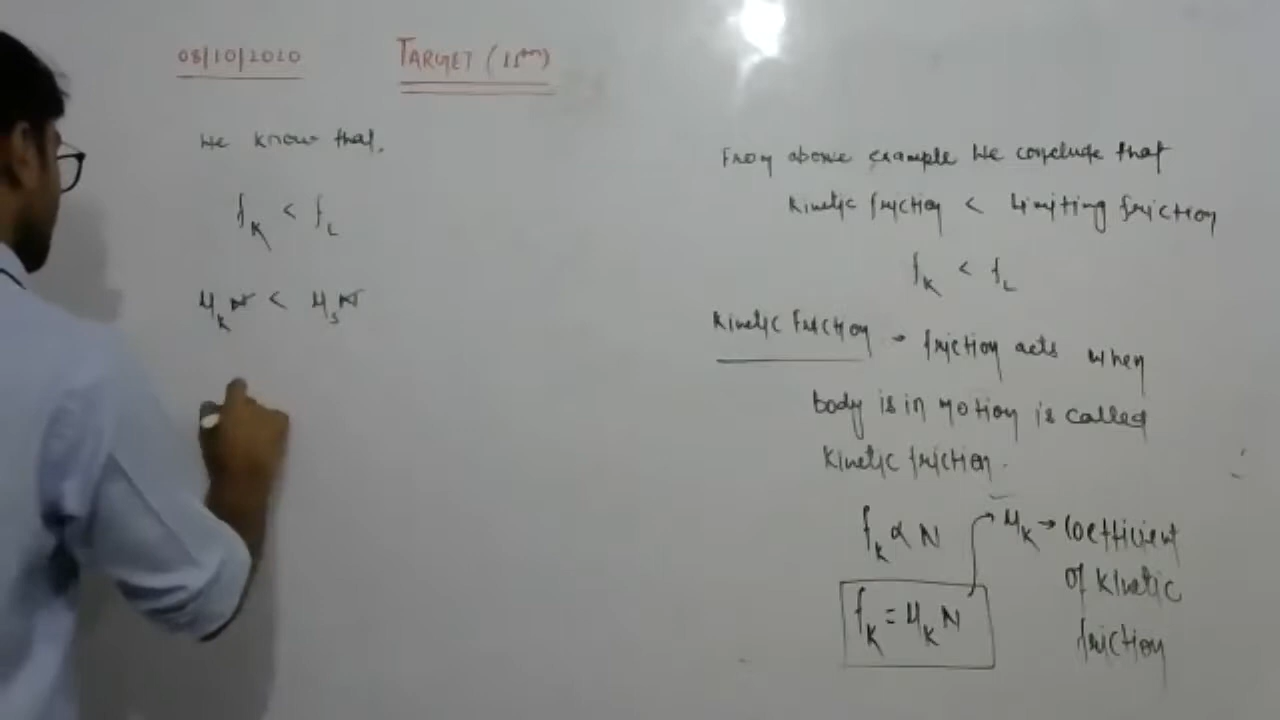 08/10/2020
TARGET (11th)
We know that,
fK < fL
μK N < μs N
From above example We conclude that
kinetic friction < limiting friction
fK < fL
Kinetic friction → friction acts when
body is in motion is called
kinetic friction.
fK ∝ N
μK → Coefficient
of kinetic
friction
fK = μK N